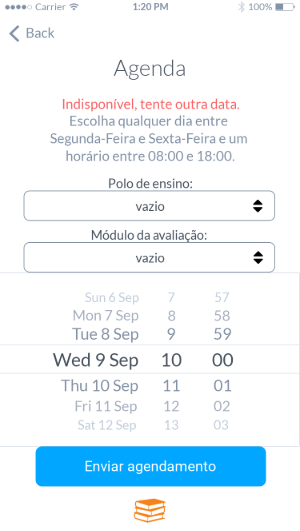 Carrier 1:20 PM 100%
Back
Agenda
Indisponível, tente outra data.
Escolha qualquer dia entre
Segunda-Feira e Sexta-Feira e um
horário entre 08:00 e 18:00.
Polo de ensino:
vazio
Módulo da avaliação:
vazio
Sun 6 Sep 7 57
Mon 7 Sep 8 58
Tue 8 Sep 9 59
Wed 9 Sep 10 00
Thu 10 Sep 11 01
Fri 11 Sep 12 02
Sat 12 Sep 13 03
Enviar agendamento